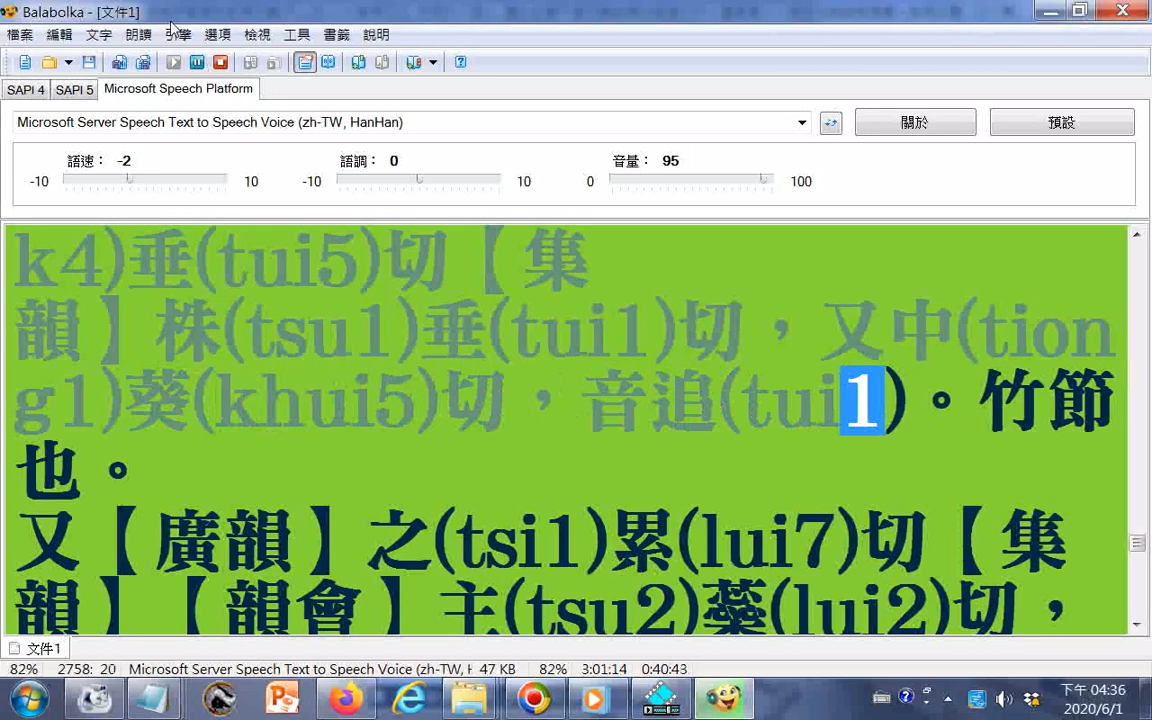 Balabolka - [文件1]
檔案 編輯 文字 朗讀 引擎 選項 檢視 工具 書籤 說明
SAPI 4 SAPI 5 Microsoft Speech Platform
Microsoft Server Speech Text to Speech Voice (zh-TW, HanHan) 關於 預設
語速： -2 語調： 0 音量： 95
-10 10 -10 10 0 100
k4)垂(tui5)切【集
韻】株(tsu1)垂(tui1)切，又中(tion
g1)葵(khui5)切，音追(tui1)。竹節
也。
又【廣韻】之(tsi1)累(lui7)切【集
韻】【韻會】主(tsu2)蘂(lui2)切，
文件1
82% 2758: 20 Microsoft Server Speech Text to Speech Voice (zh-TW, H 47 KB 82% 3:01:14 0:40:43
下午 04:36
2020/6/1